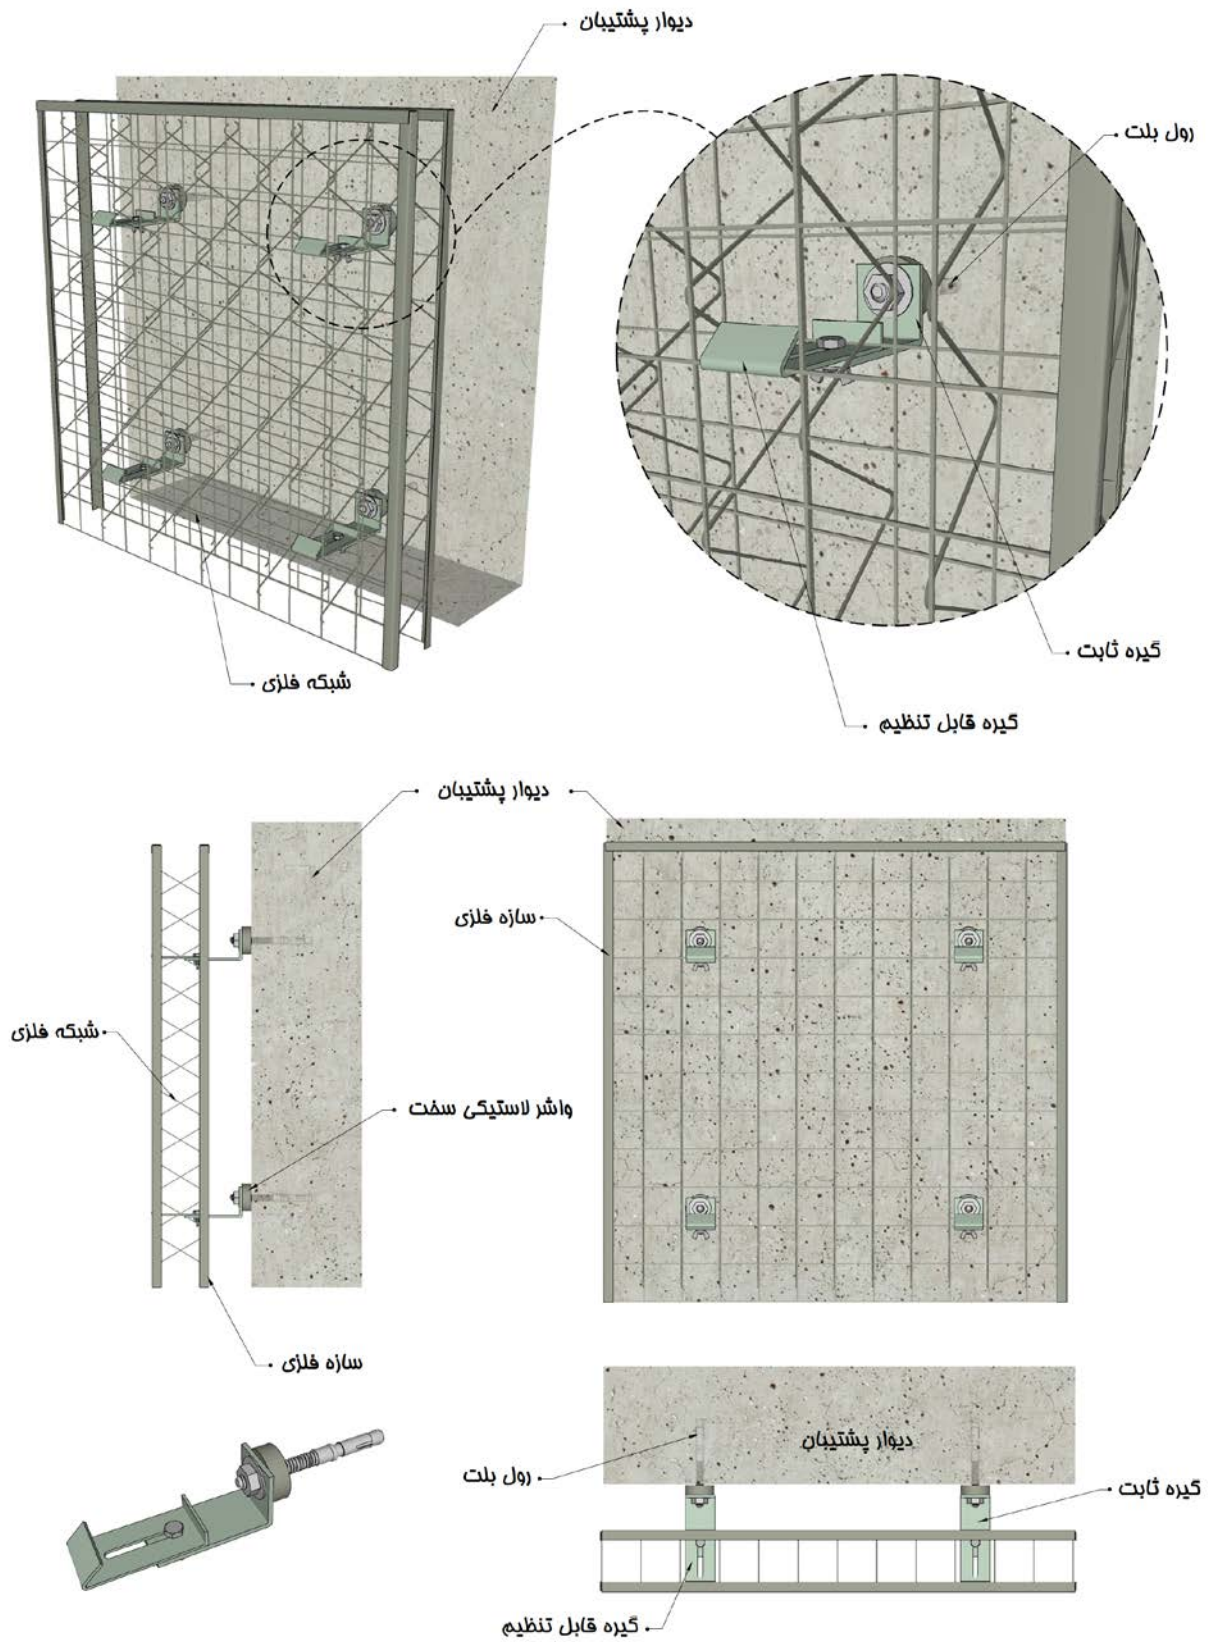 دیوار پشتیبان
رول بلت
گیره ثابت
شبکه فلزی
گیره قابل تنظیم
دیوار پشتیبان
سازه فلزی
شبکه فلزی
واشر لاستیکی سخت
سازه فلزی
دیوار پشتیبان
رول بلت
گیره ثابت
گیره قابل تنظیم